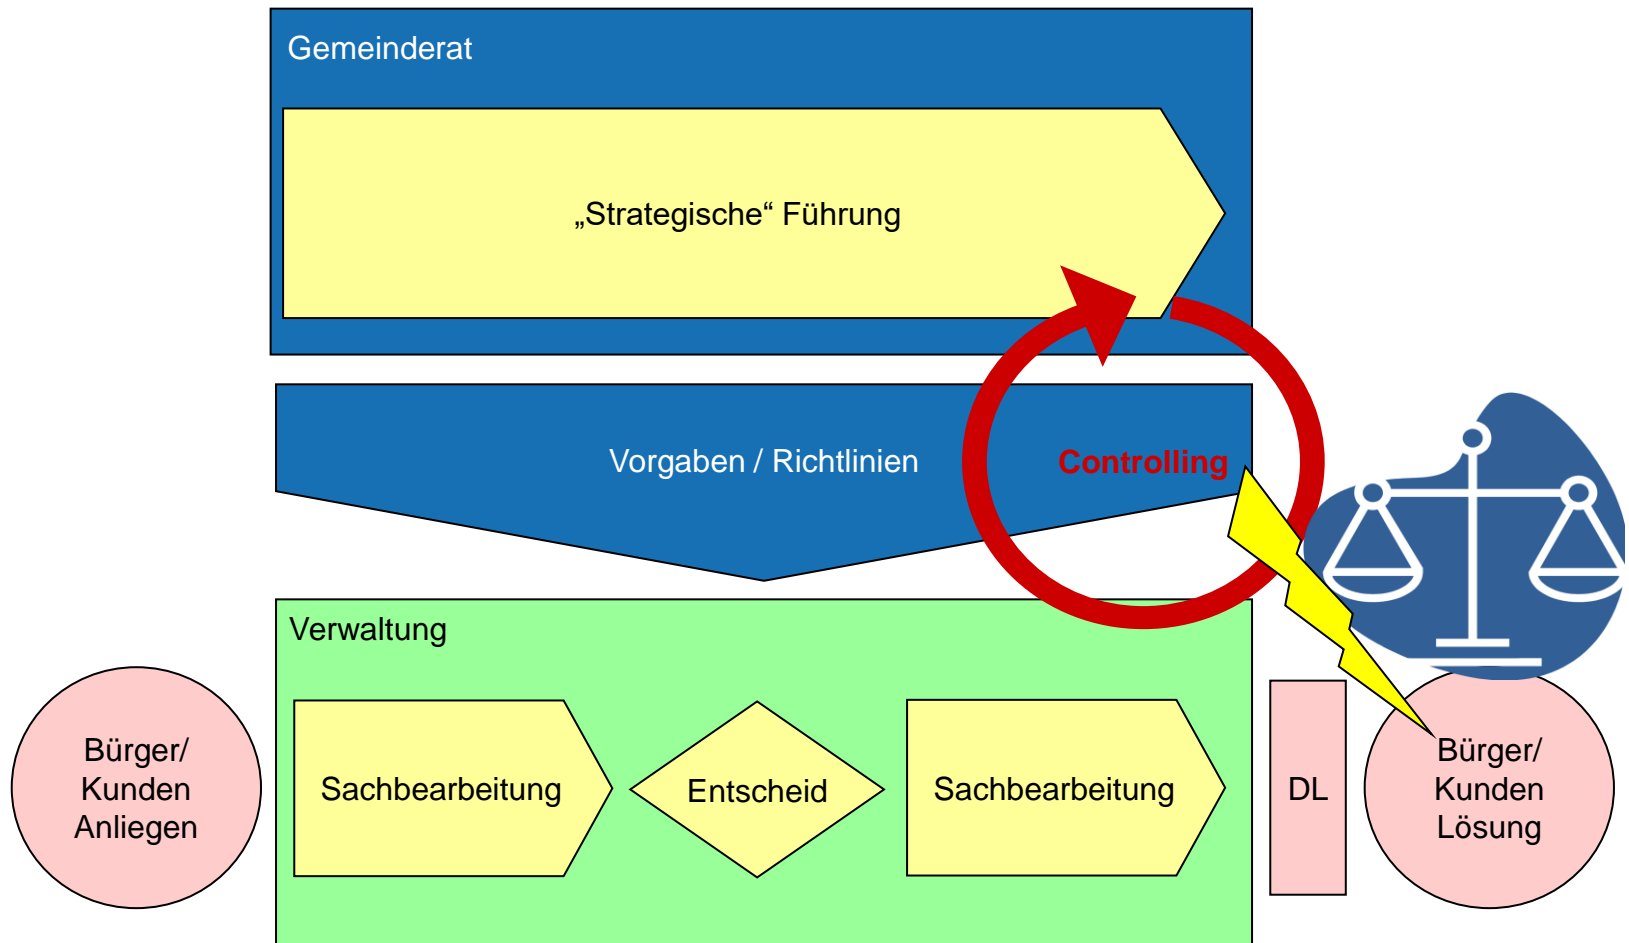 Gemeinderat
„Strategische“ Führung
Vorgaben / Richtlinien
Controlling
Verwaltung
Bürger/
Kunden
Anliegen
Sachbearbeitung
Entscheid
Sachbearbeitung
DL
Bürger/
Kunden
Lösung